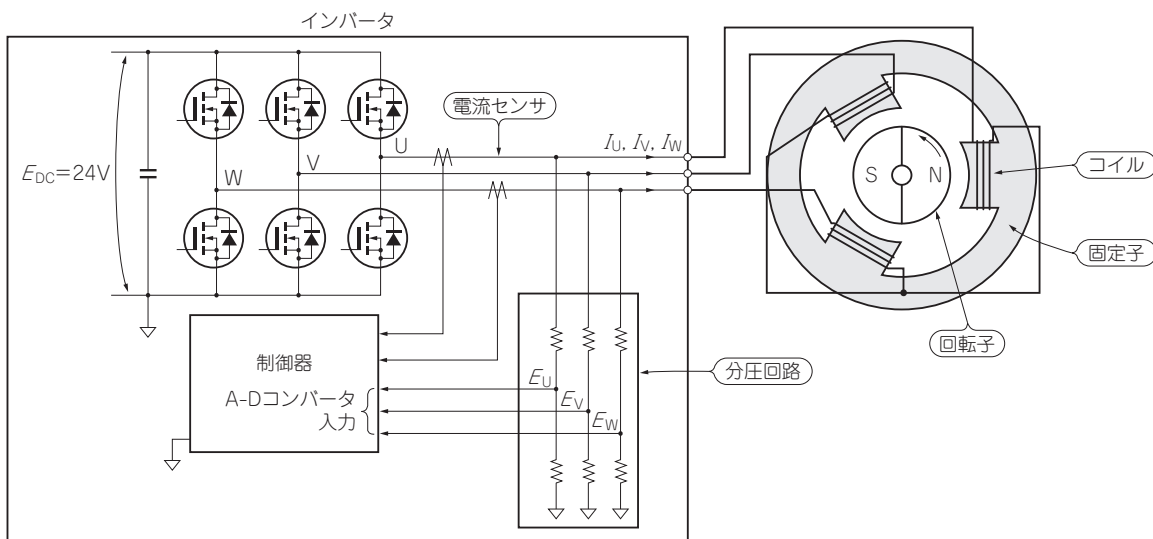 インバータ
電流センサ
E_DC=24V
U
V
W
I_U, I_V, I_W
S
N
コイル
固定子
回転子
制御器
A-Dコンバータ
入力
E_U
E_V
E_W
分圧回路